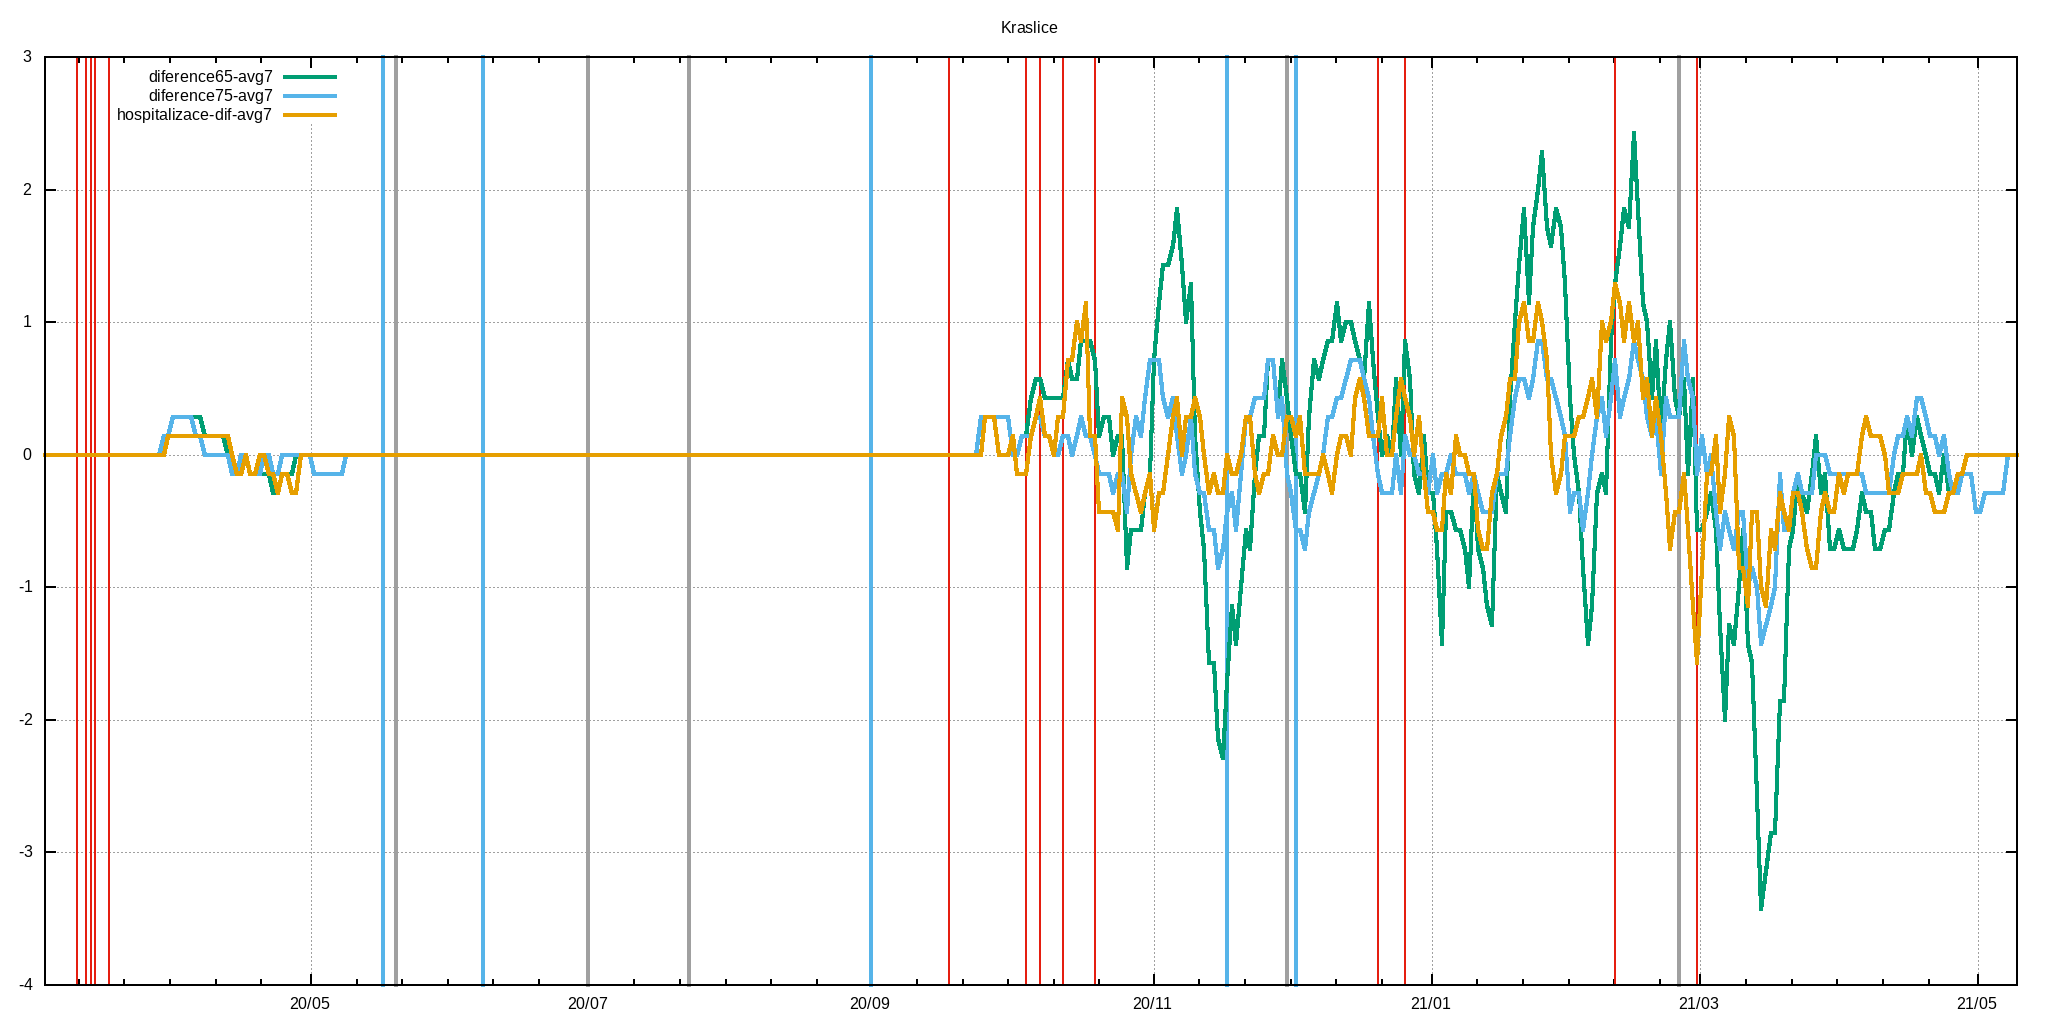 Kraslice
3
diference65-avg7
diference75-avg7
hospitalizace-dif-avg7
2
1
0
-1
-2
-3
-4
20/05 20/07 20/09 20/11 21/01 21/03 21/05